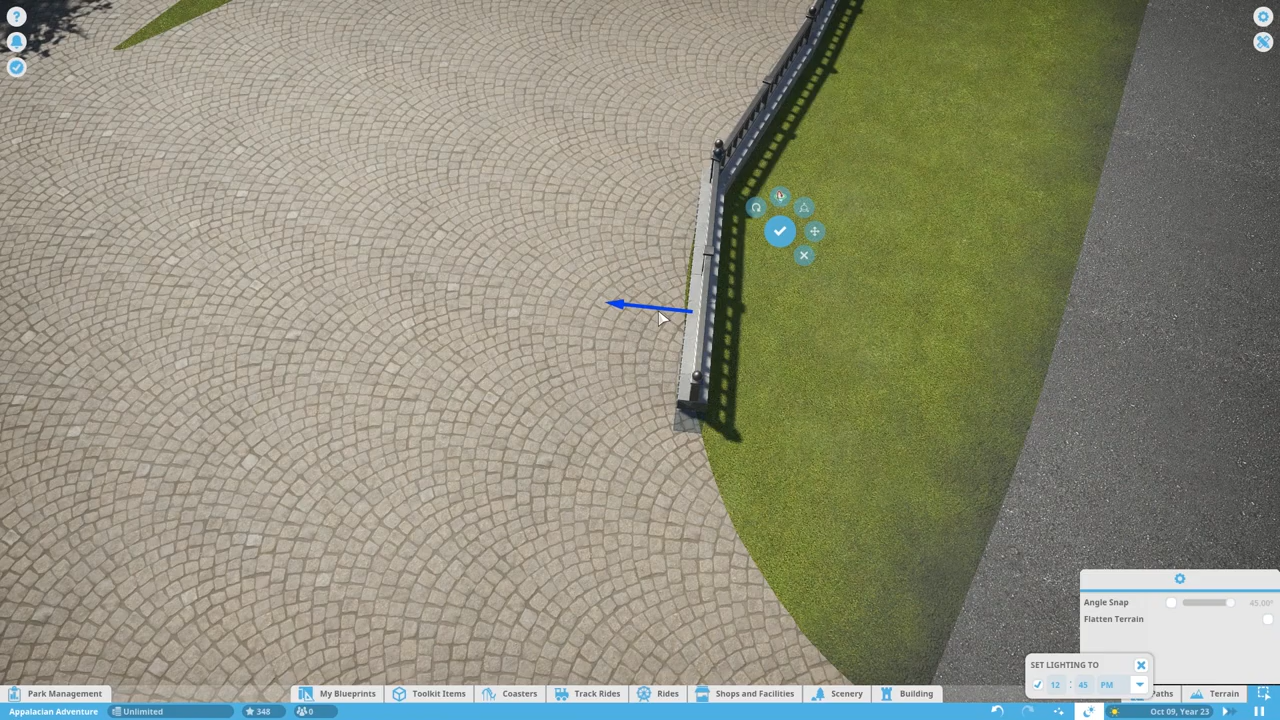 ?
Angle Snap 45.00°
Flatten Terrain
SET LIGHTING TO
12 : 45 PM
Park Management My Blueprints Toolkit Items Coasters Track Rides Rides Shops and Facilities Scenery Building Paths Terrain
Appalacian Adventure Unlimited 348 0 Oct 09, Year 23